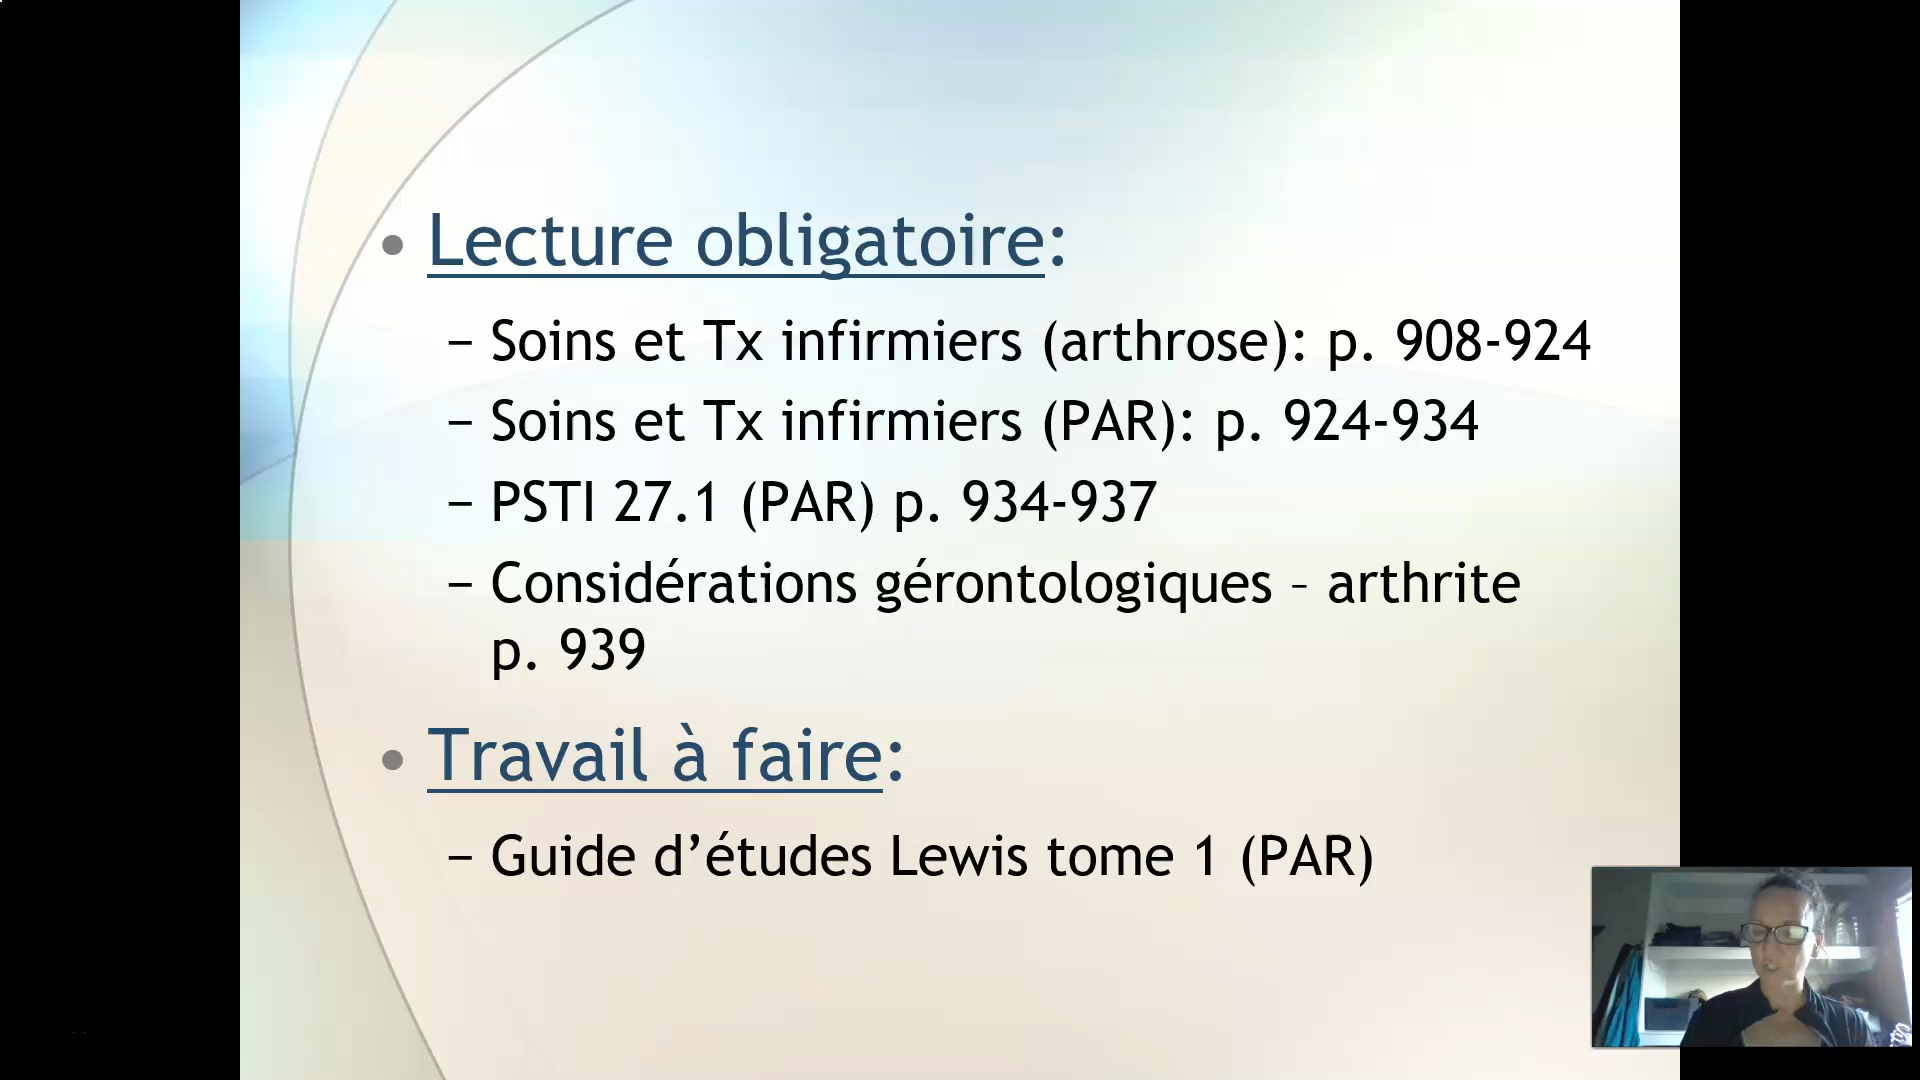 • Lecture obligatoire:
– Soins et Tx infirmiers (arthrose): p. 908-924
– Soins et Tx infirmiers (PAR): p. 924-934
– PSTI 27.1 (PAR) p. 934-937
– Considérations gérontologiques – arthrite
p. 939
• Travail à faire:
– Guide d’études Lewis tome 1 (PAR)